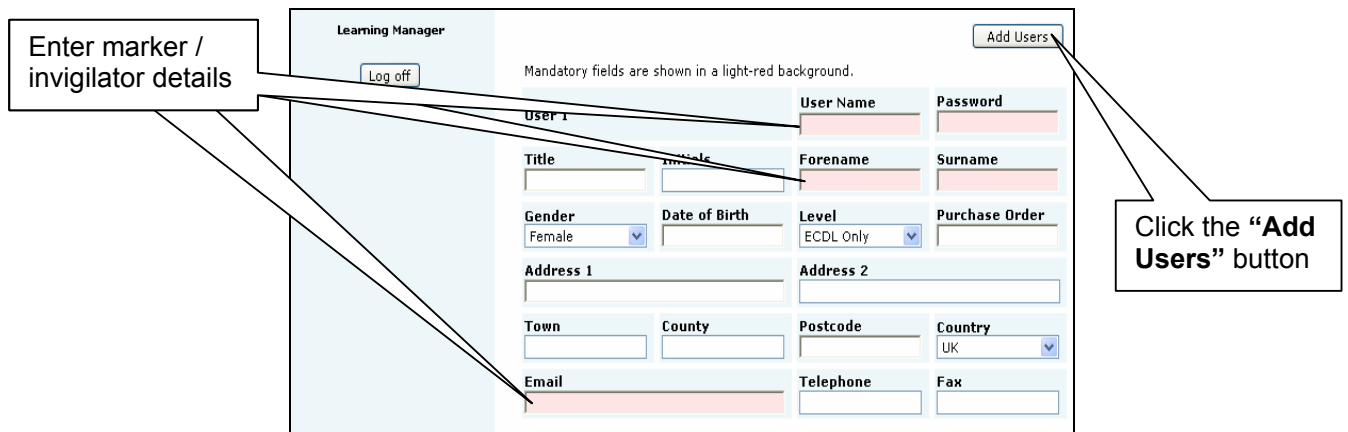 Enter marker /
invigilator details
Learning Manager
Log off
Add Users
Mandatory fields are shown in a light-red background.
User 1
User Name
Password
Title
Initials
Forename
Surname
Gender
Date of Birth
Level
Purchase Order
Female
ECDL Only
Address 1
Address 2
Town
County
Postcode
Country
UK
Email
Telephone
Fax
Click the “Add
Users” button